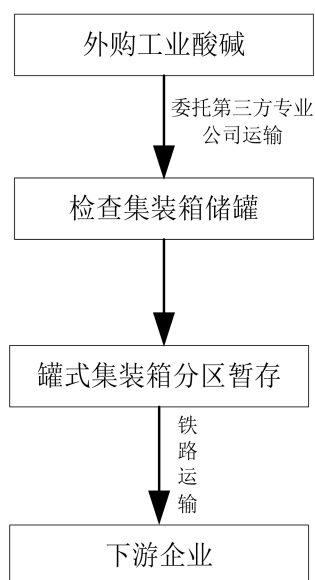 外购工业酸碱
委托第三方专业
公司运输
检查集装箱储罐
罐式集装箱分区暂存
铁
路
运
输
下游企业